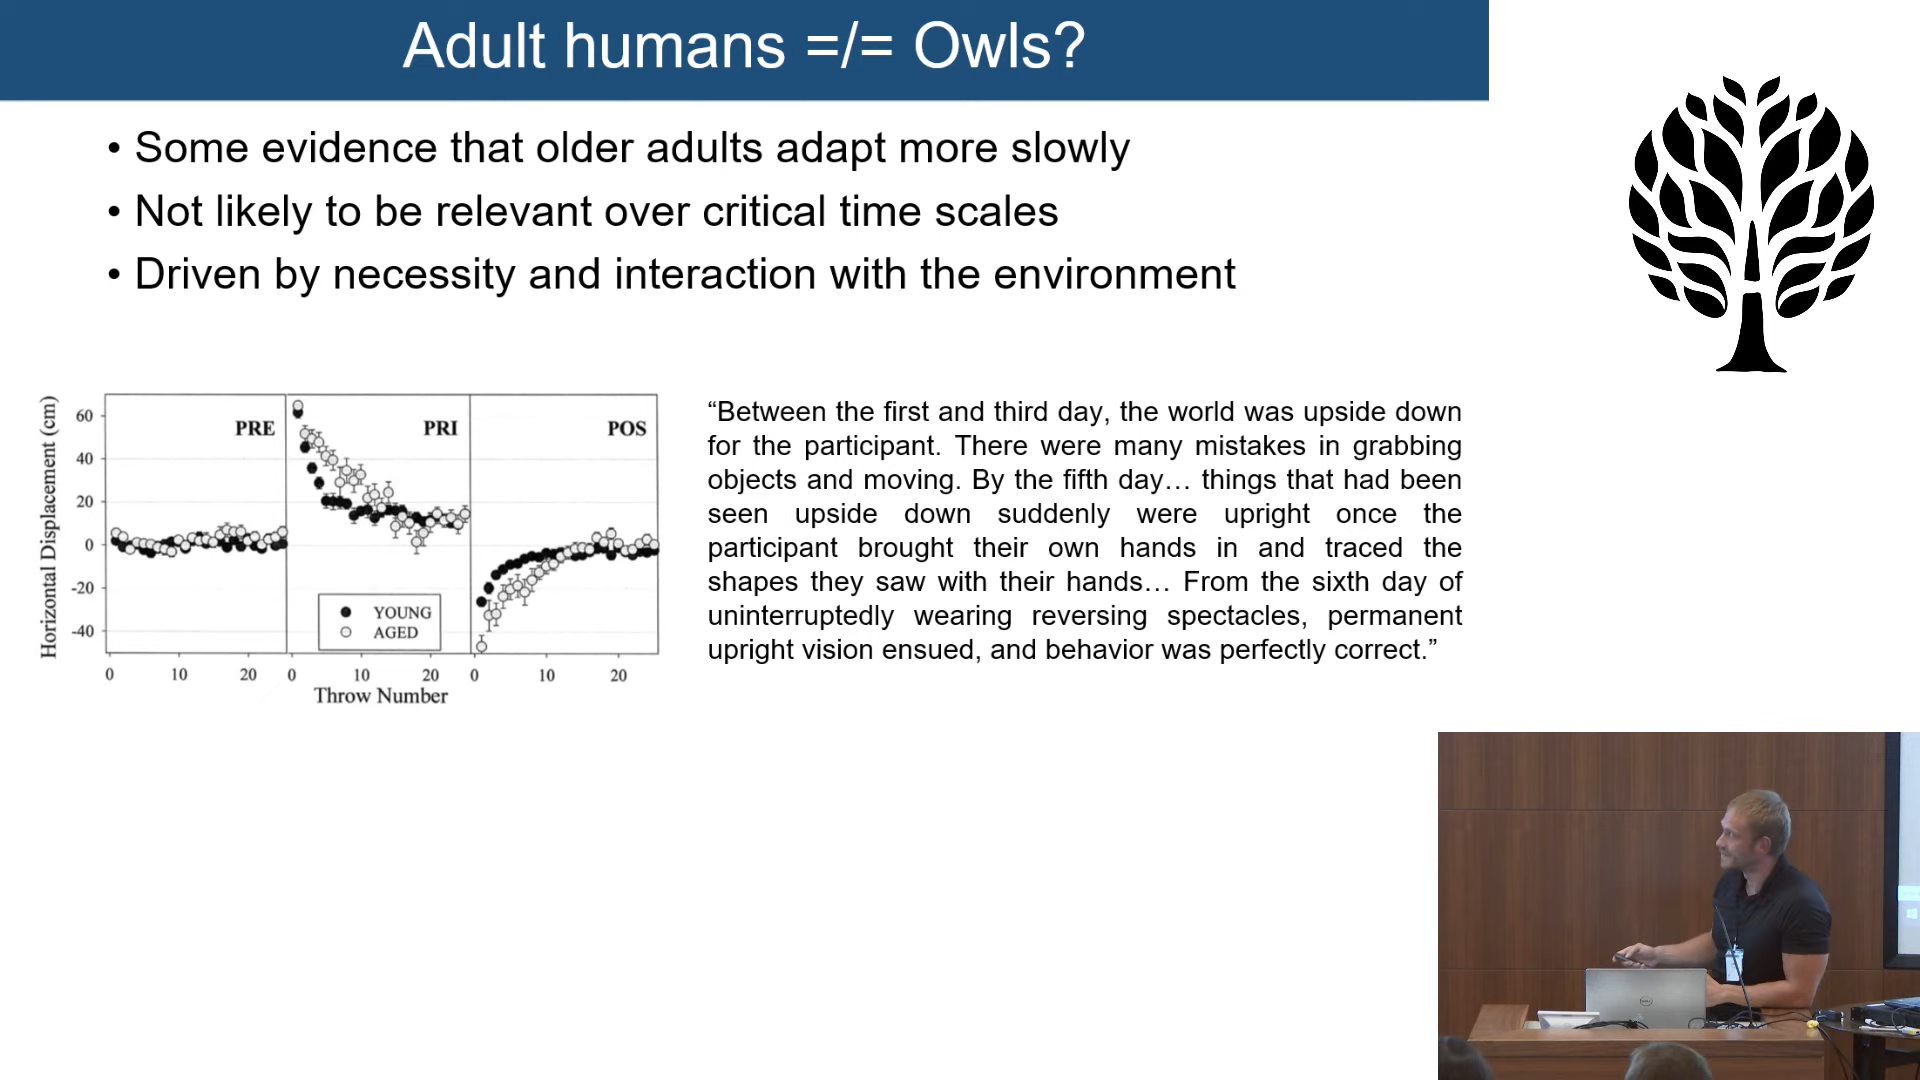 Adult humans =/= Owls?
• Some evidence that older adults adapt more slowly
• Not likely to be relevant over critical time scales
• Driven by necessity and interaction with the environment
Horizontal Displacement (cm)
60
40
20
0
-20
-40
PRE
PRI
POS
YOUNG
AGED
0 10 20 0 10 20 0 10 20
Throw Number
“Between the first and third day, the world was upside down
for the participant. There were many mistakes in grabbing
objects and moving. By the fifth day… things that had been
seen upside down suddenly were upright once the
participant brought their own hands in and traced the
shapes they saw with their hands… From the sixth day of
uninterruptedly wearing reversing spectacles, permanent
upright vision ensued, and behavior was perfectly correct.”
DELL